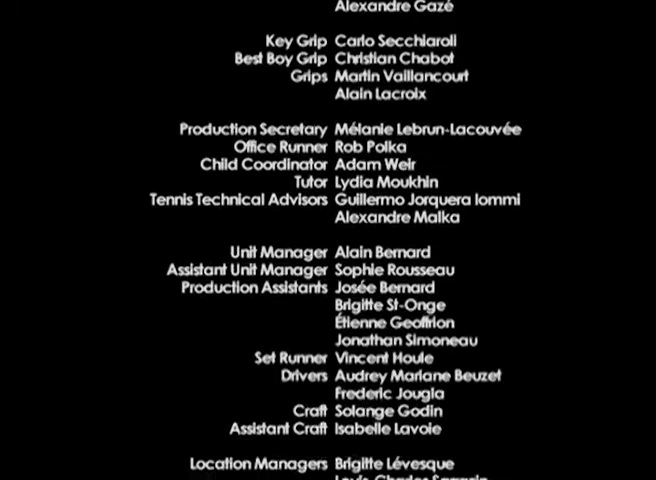 Alexandre Gazé
Key Grip Carlo Secchiaroli
Best Boy Grip Christian Chabot
Grips Martin Vaillancourt
Alain Lacroix
Production Secretary Mélanie Lebrun-Lacouvée
Office Runner Rob Polka
Child Coordinator Adam Weir
Tutor Lydia Moukhin
Tennis Technical Advisors Guillermo Jorquera Iommi
Alexandre Malka
Unit Manager Alain Bernard
Assistant Unit Manager Sophie Rousseau
Production Assistants Josée Bernard
Brigitte St-Onge
Étienne Geoffrion
Jonathan Simoneau
Set Runner Vincent Houle
Drivers Audrey Mariane Beuzet
Frederic Jougla
Craft Solange Godin
Assistant Craft Isabelle Lavoie
Location Managers Brigitte Lévesque